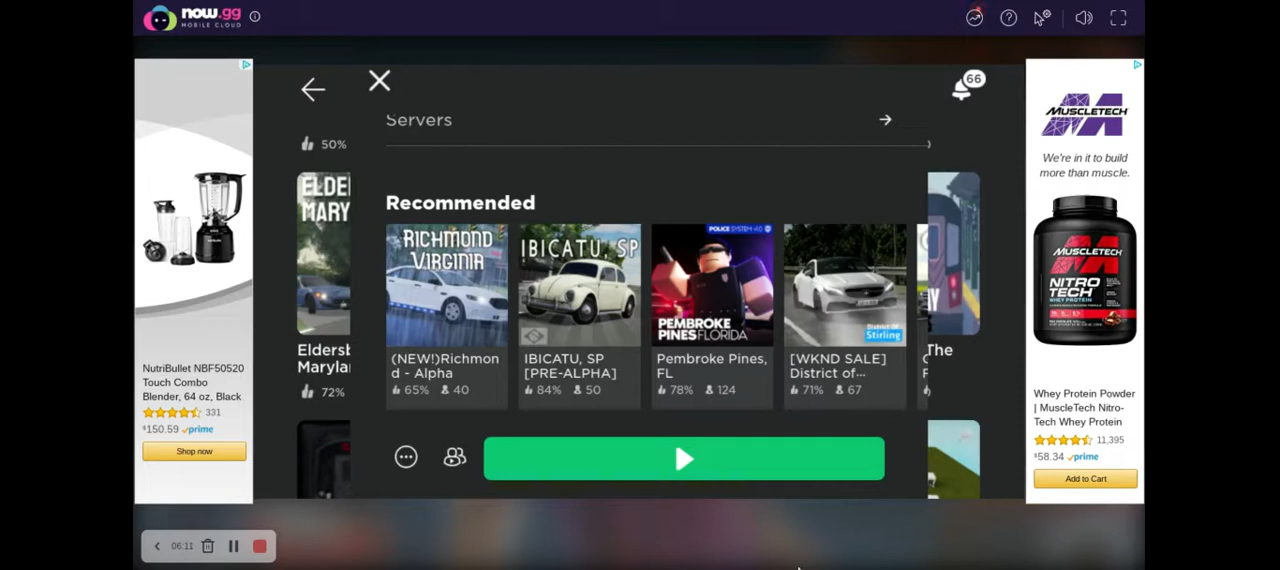 now.gg
MOBILE CLOUD
66
Servers
50%
ELDE
MARY
Recommended
RICHMOND
VIRGINIA
IBICATU, SP
POLICE SYSTEM
PEMBROKE
PINES FLORIDA
District of
Stirling
(NEW!)Richmon
d - Alpha
65% 40
IBICATU, SP
[PRE-ALPHA]
84% 50
Pembroke Pines,
FL
78% 124
[WKND SALE]
District of...
71% 67
Eldersb
Maryla
72%
The
NutriBullet NBF50520
Touch Combo
Blender, 64 oz, Black
331
$150.59 prime
Shop now
MUSCLETECH
We're in it to build
more than muscle.
MUSCLETECH
NITRO
TECH
WHEY PROTEIN
Whey Protein Powder
| MuscleTech Nitro-
Tech Whey Protein
11,395
$58.34 prime
Add to Cart
06:11